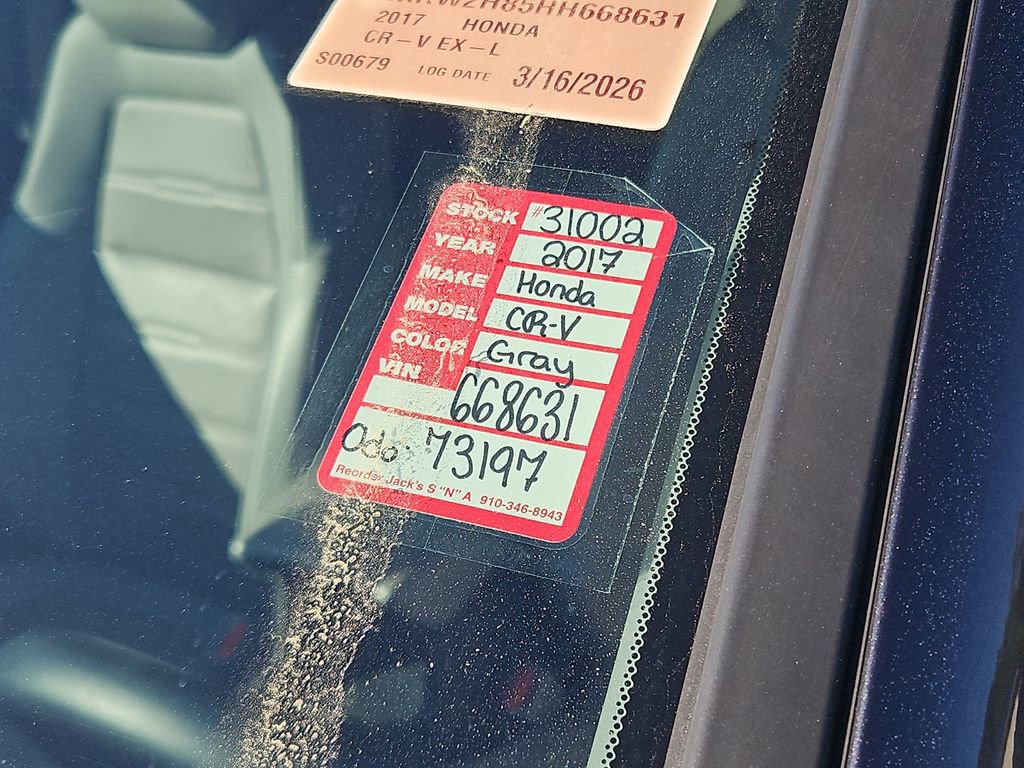 2017 HONDA
CR-V EX-L
S00679 LOG DATE 3/16/2026
STOCK #31002
YEAR 2017
MAKE Honda
MODEL CR-V
COLOR Gray
VIN 668631
Odo: 73197
Reorder Jack's S "N" A 910-346-8943